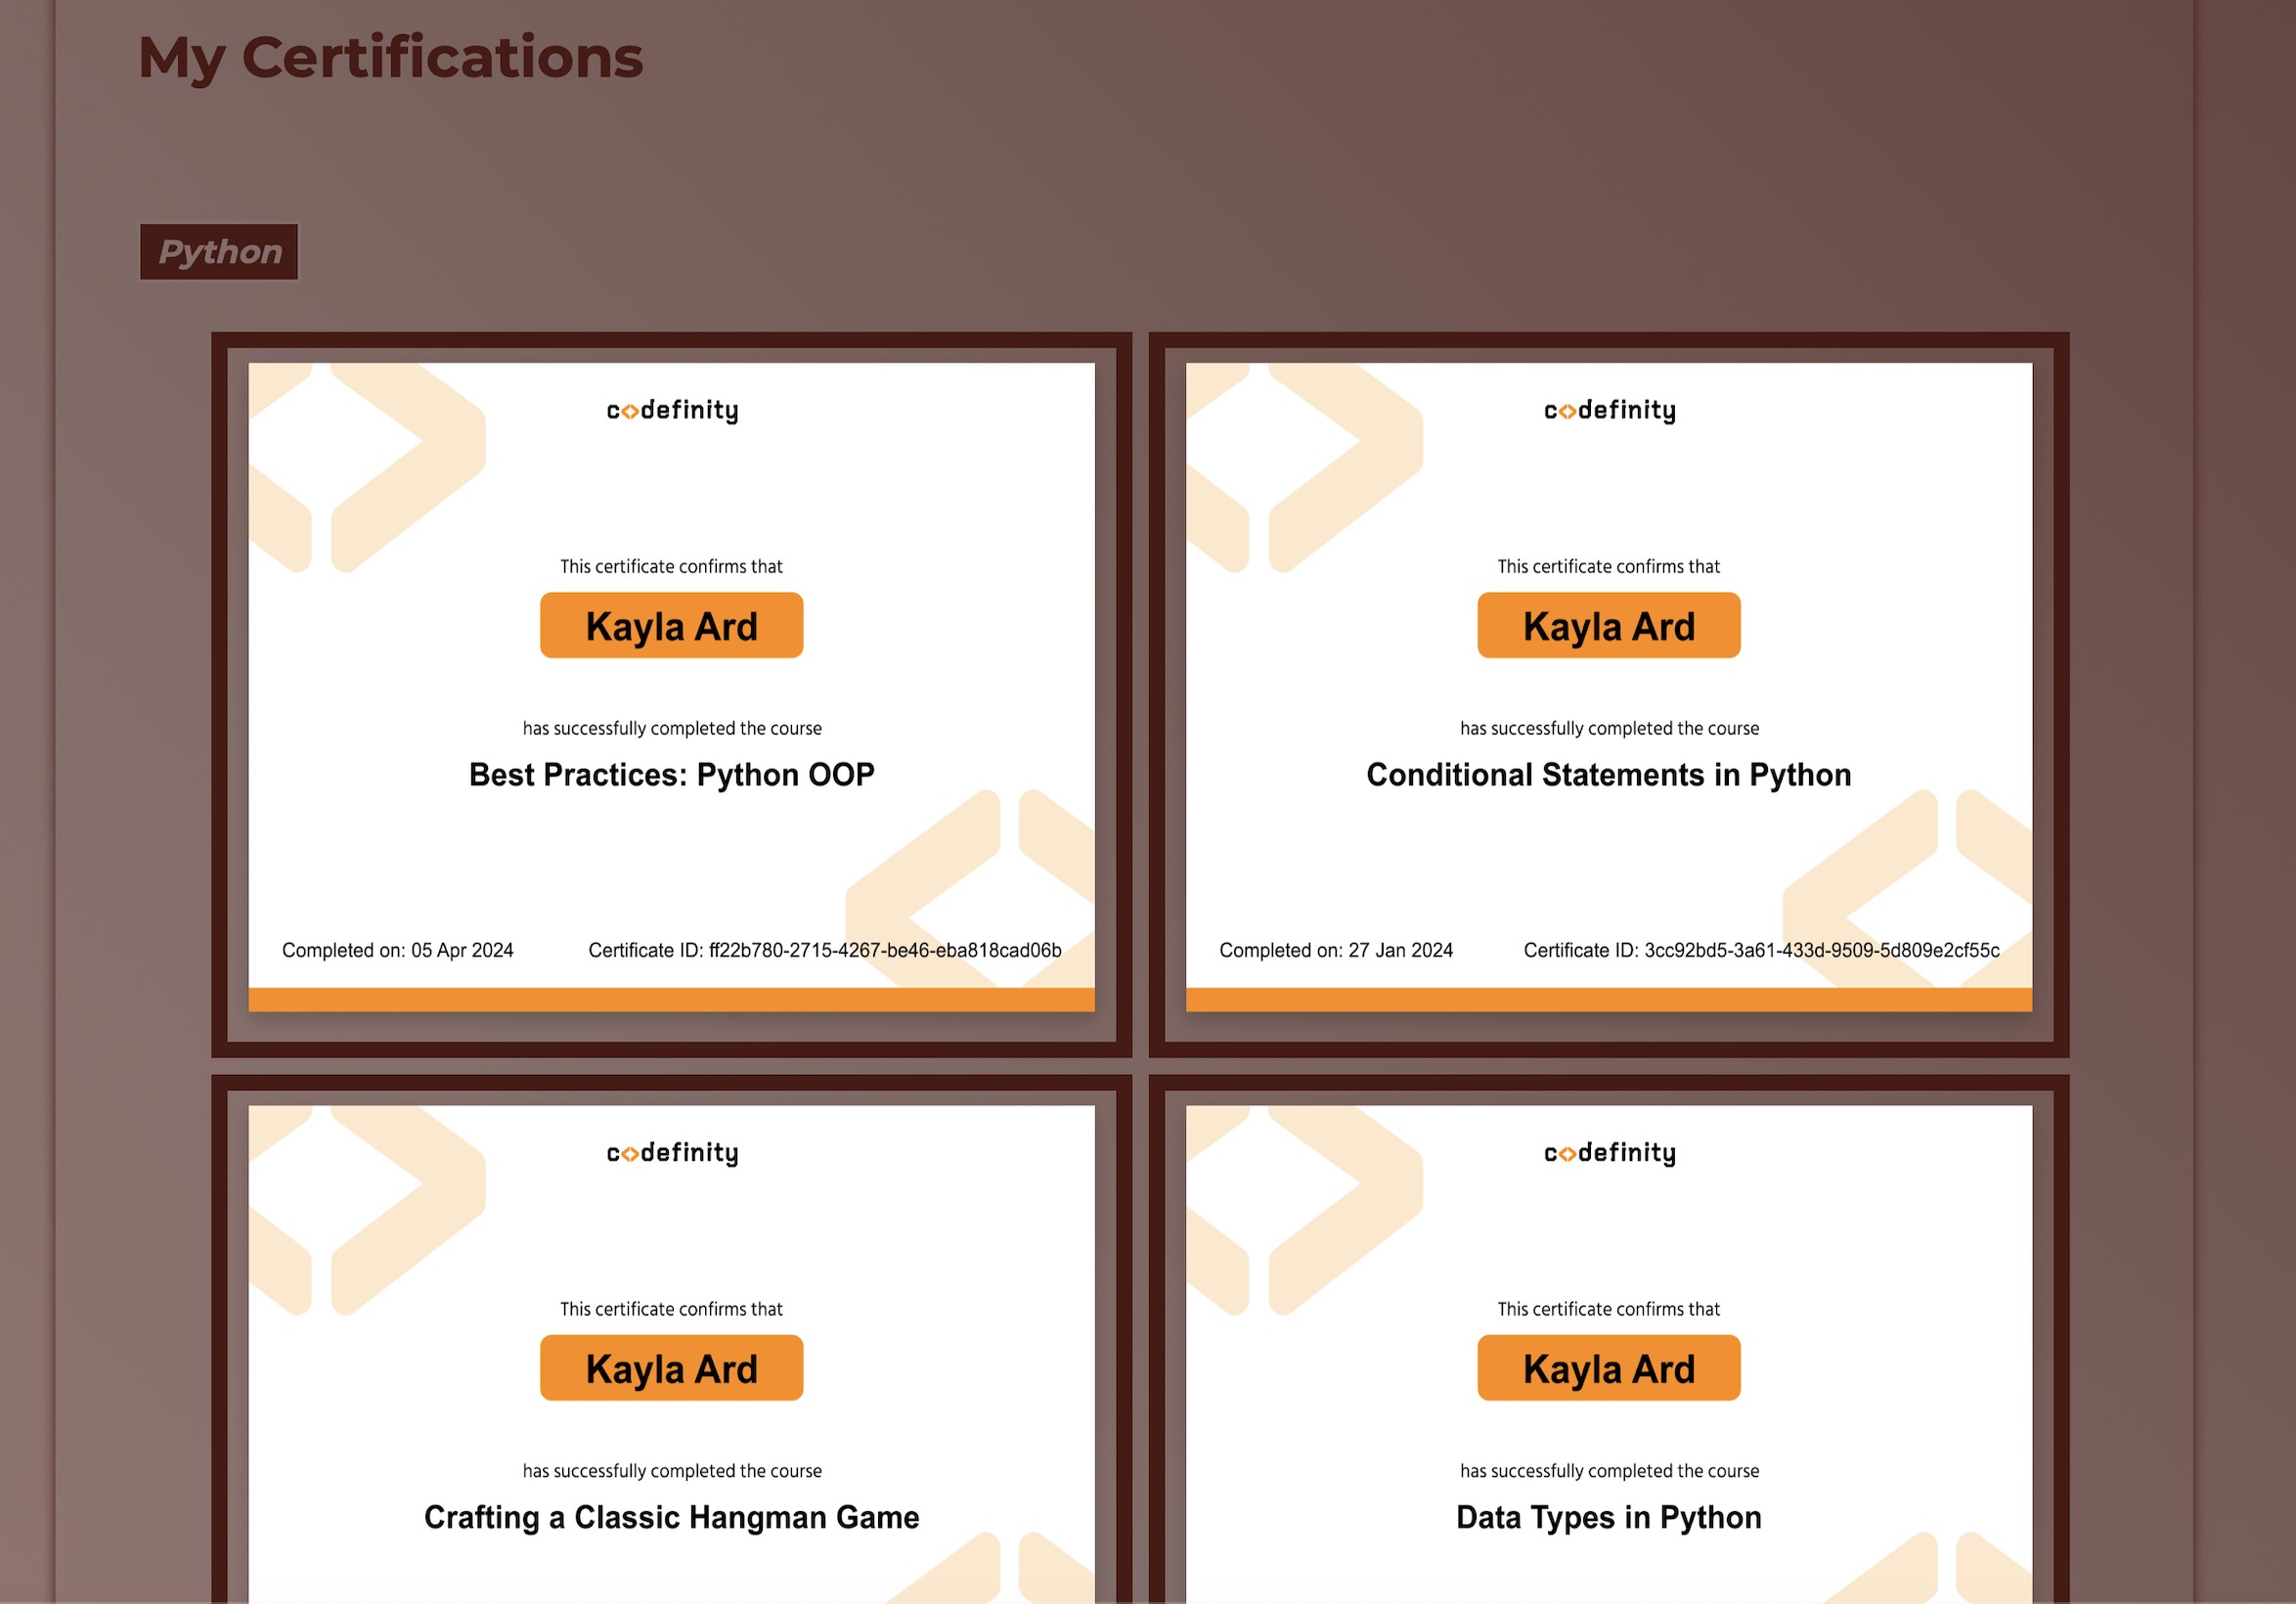 My Certifications
Python
codefinity
This certificate confirms that
Kayla Ard
has successfully completed the course
Best Practices: Python OOP
Completed on: 05 Apr 2024 Certificate ID: ff22b780-2715-4267-be46-eba818cad06b
codefinity
This certificate confirms that
Kayla Ard
has successfully completed the course
Conditional Statements in Python
Completed on: 27 Jan 2024 Certificate ID: 3cc92bd5-3a61-433d-9509-5d809e2cf55c
codefinity
This certificate confirms that
Kayla Ard
has successfully completed the course
Crafting a Classic Hangman Game
codefinity
This certificate confirms that
Kayla Ard
has successfully completed the course
Data Types in Python